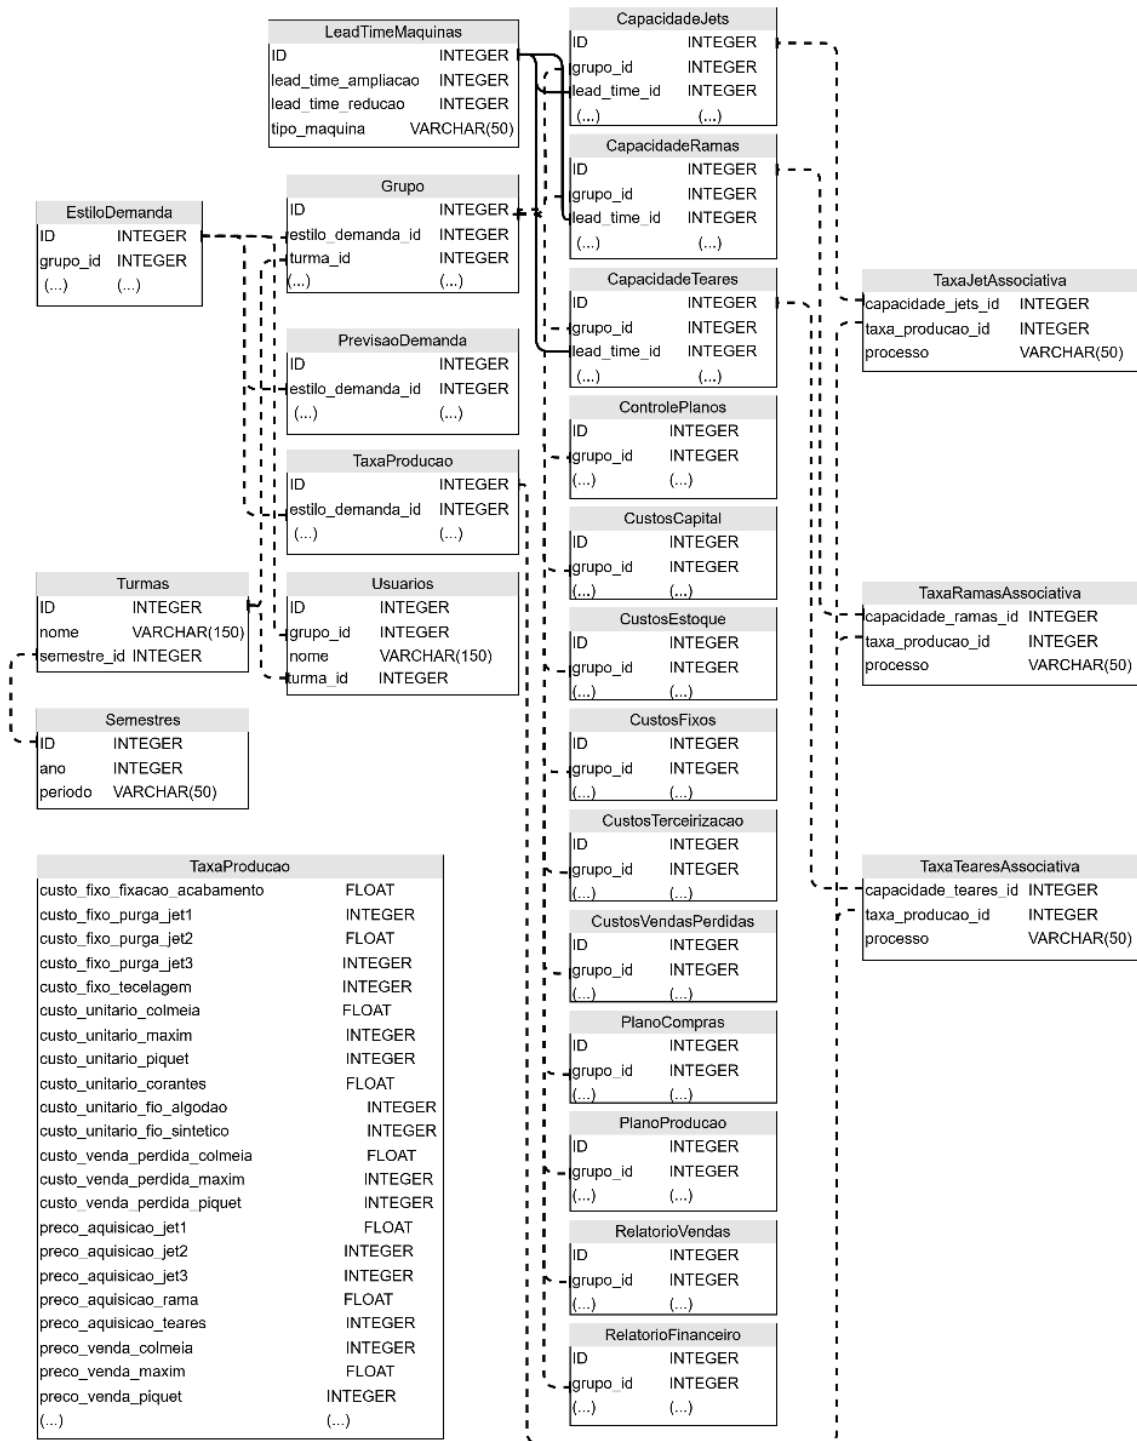 LeadTimeMaquinas
ID INTEGER
lead_time_ampliacao INTEGER
lead_time_reducao INTEGER
tipo_maquina VARCHAR(50)
EstiloDemanda
ID INTEGER
grupo_id INTEGER
(...) (...)
Grupo
ID INTEGER
estilo_demanda_id INTEGER
turma_id INTEGER
(...) (...)
PrevisaoDemanda
ID INTEGER
estilo_demanda_id INTEGER
(...) (...)
TaxaProducao
ID INTEGER
estilo_demanda_id INTEGER
(...) (...)
Turmas
ID INTEGER
nome VARCHAR(150)
semestre_id INTEGER
Usuarios
ID INTEGER
grupo_id INTEGER
nome VARCHAR(150)
turma_id INTEGER
Semestres
ID INTEGER
ano INTEGER
periodo VARCHAR(50)
TaxaProducao
custo_fixo_fixacao_acabamento FLOAT
custo_fixo_purga_jet1 INTEGER
custo_fixo_purga_jet2 FLOAT
custo_fixo_purga_jet3 INTEGER
custo_fixo_tecelagem INTEGER
custo_unitario_colmeia FLOAT
custo_unitario_maxim INTEGER
custo_unitario_piquet INTEGER
custo_unitario_corantes FLOAT
custo_unitario_fio_algodao INTEGER
custo_unitario_fio_sintetico INTEGER
custo_venda_perdida_colmeia FLOAT
custo_venda_perdida_maxim INTEGER
custo_venda_perdida_piquet INTEGER
preco_aquisicao_jet1 FLOAT
preco_aquisicao_jet2 INTEGER
preco_aquisicao_jet3 INTEGER
preco_aquisicao_rama FLOAT
preco_aquisicao_teares INTEGER
preco_venda_colmeia INTEGER
preco_venda_maxim FLOAT
preco_venda_piquet INTEGER
(...) (...)
CapacidadeJets
ID INTEGER
grupo_id INTEGER
lead_time_id INTEGER
(...) (...)
CapacidadeRamas
ID INTEGER
grupo_id INTEGER
lead_time_id INTEGER
(...) (...)
CapacidadeTeares
ID INTEGER
grupo_id INTEGER
lead_time_id INTEGER
(...) (...)
ControlePlanos
ID INTEGER
grupo_id INTEGER
(...) (...)
CustosCapital
ID INTEGER
grupo_id INTEGER
(...) (...)
CustosEstoque
ID INTEGER
grupo_id INTEGER
(...) (...)
CustosFixos
ID INTEGER
grupo_id INTEGER
(...) (...)
CustosTerceirizacao
ID INTEGER
grupo_id INTEGER
(...) (...)
CustosVendasPerdidas
ID INTEGER
grupo_id INTEGER
(...) (...)
PlanoCompras
ID INTEGER
grupo_id INTEGER
(...) (...)
PlanoProducao
ID INTEGER
grupo_id INTEGER
(...) (...)
RelatorioVendas
ID INTEGER
grupo_id INTEGER
(...) (...)
RelatorioFinanceiro
ID INTEGER
grupo_id INTEGER
(...) (...)
TaxaJetAssociativa
capacidade_jets_id INTEGER
taxa_producao_id INTEGER
processo VARCHAR(50)
TaxaRamasAssociativa
capacidade_ramas_id INTEGER
taxa_producao_id INTEGER
processo VARCHAR(50)
TaxaTearesAssociativa
capacidade_teares_id INTEGER
taxa_producao_id INTEGER
processo VARCHAR(50)